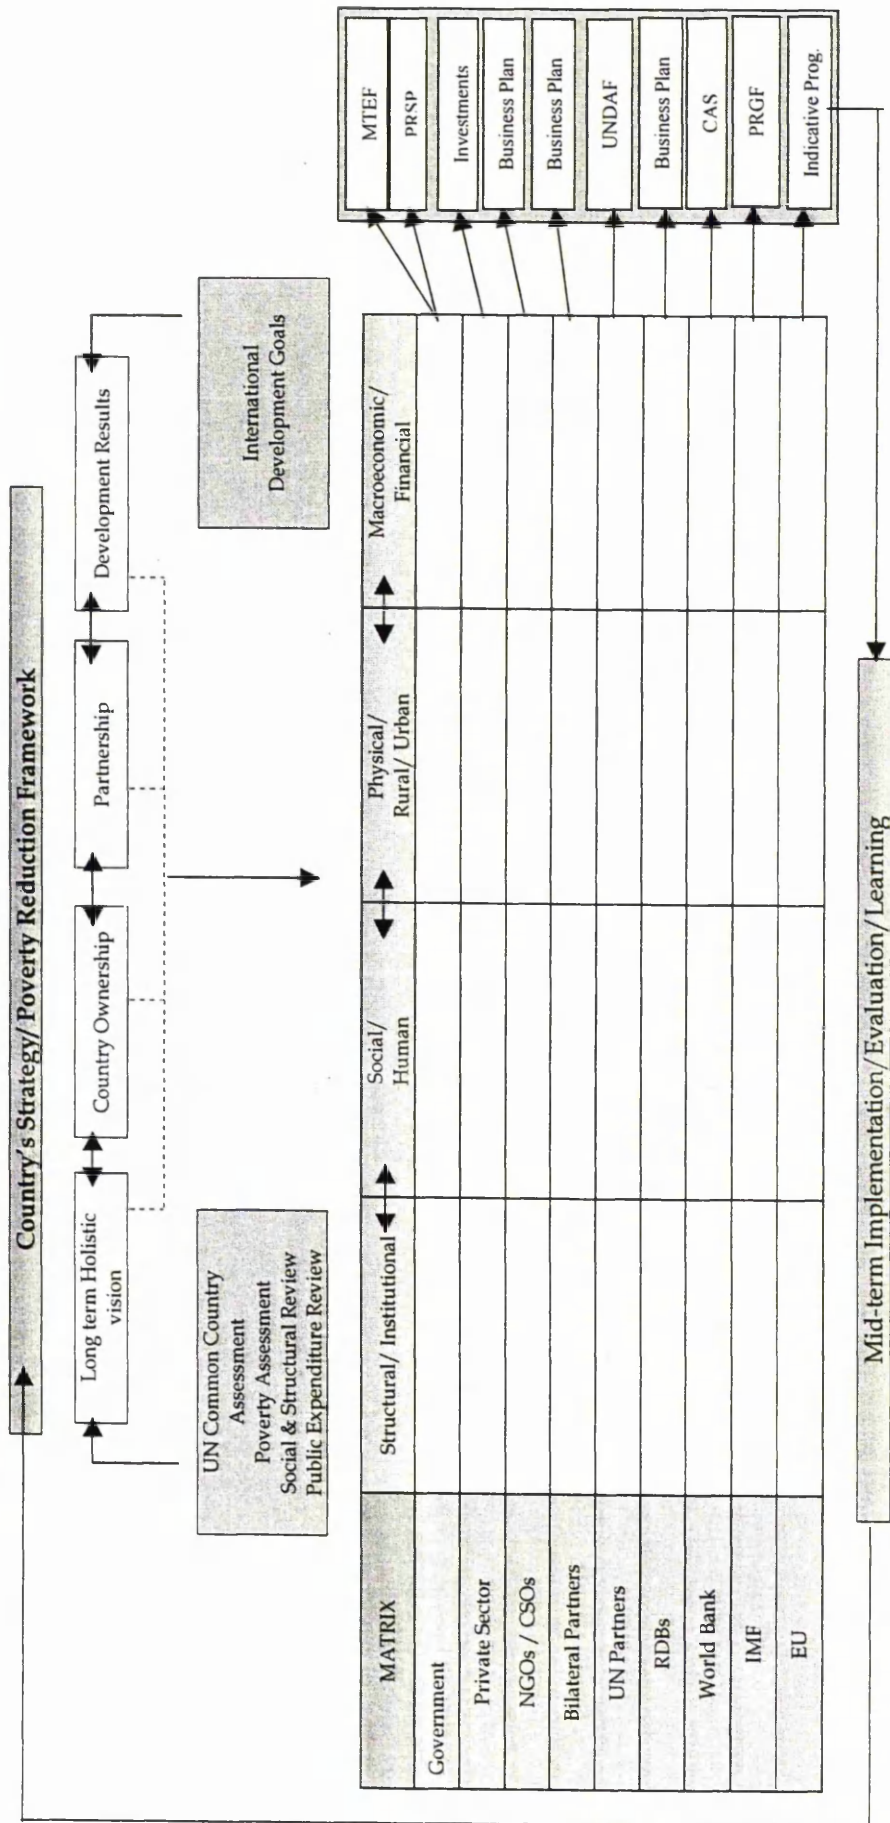 Country's Strategy/ Poverty Reduction Framework
Long term Holistic
vision
Country Ownership
Partnership
Development Results
UN Common Country
Assessment
Poverty Assessment
Social & Structural Review
Public Expenditure Review
International
Development Goals
MATRIX
Structural/ Institutional
Social/
Human
Physical/
Rural/ Urban
Macroeconomic/
Financial
Government
Private Sector
NGOs / CSOs
Bilateral Partners
UN Partners
RDBs
World Bank
IMF
EU
MTEF
PRSP
Investments
Business Plan
Business Plan
UNDAF
Business Plan
CAS
PRGF
Indicative Prog.
Mid-term Implementation/Evaluation/Learning